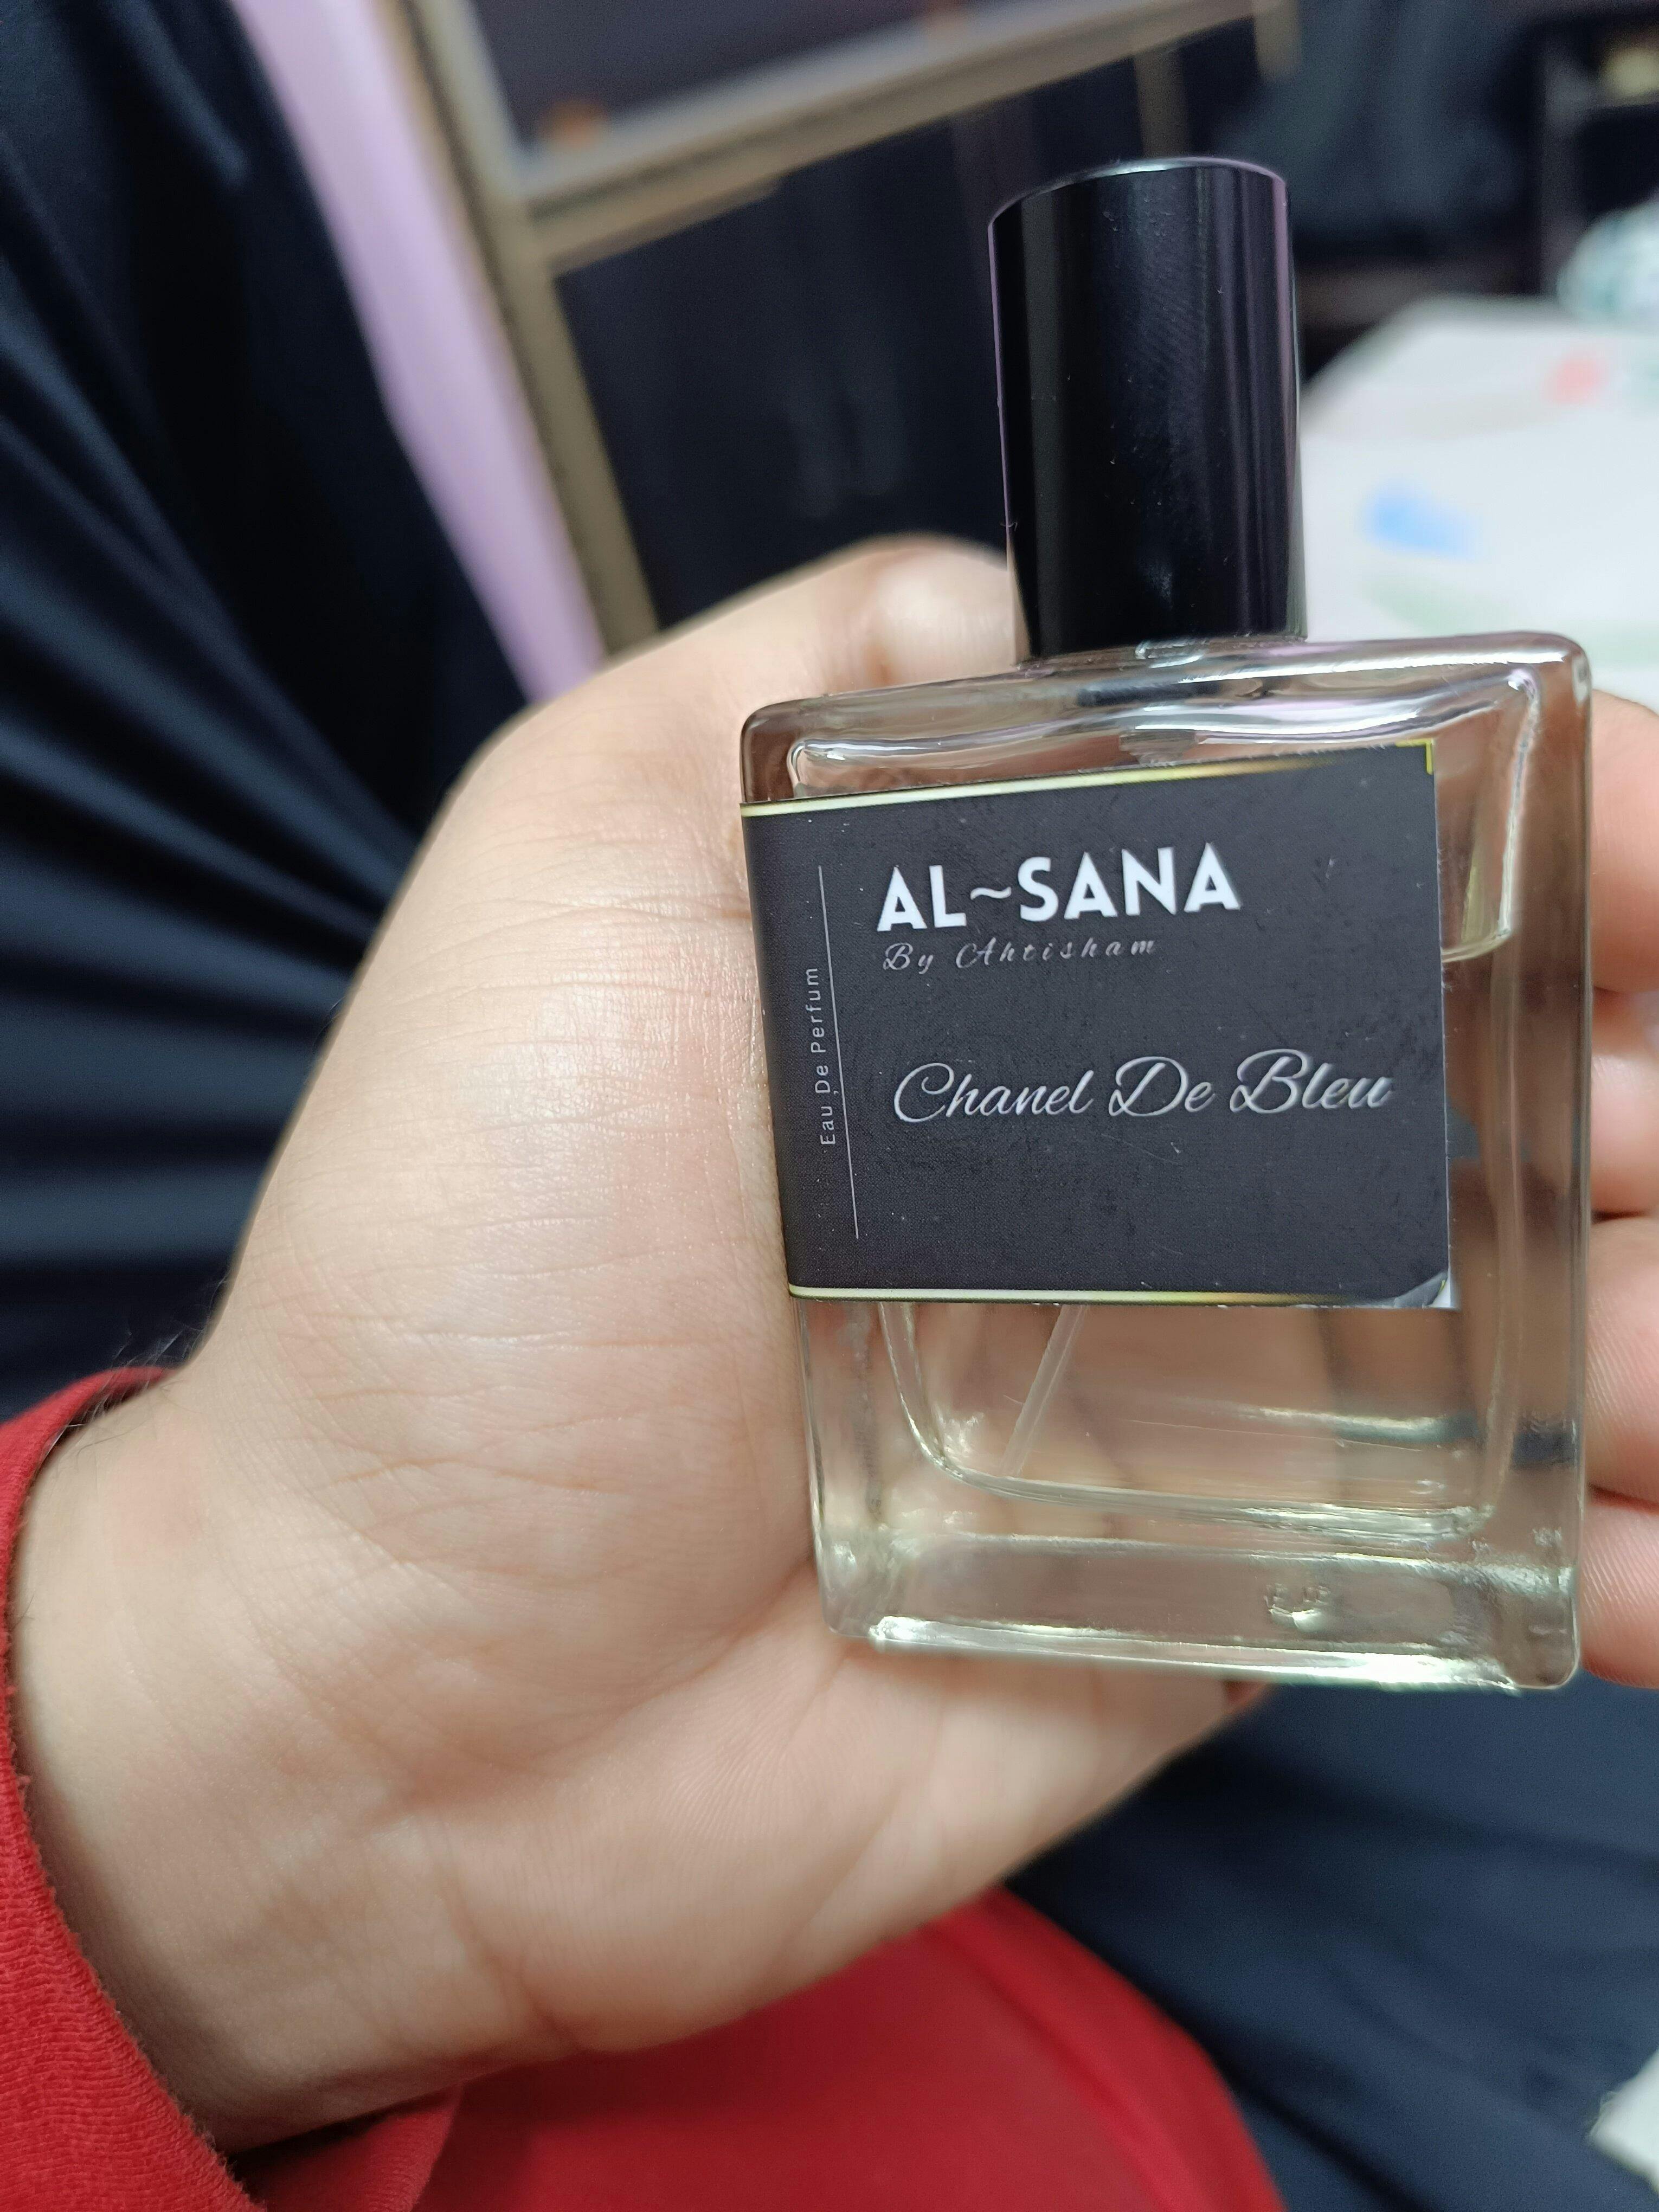 AL~SANA
By Ahtisham
Chanel De Bleu
Eau De Perfum